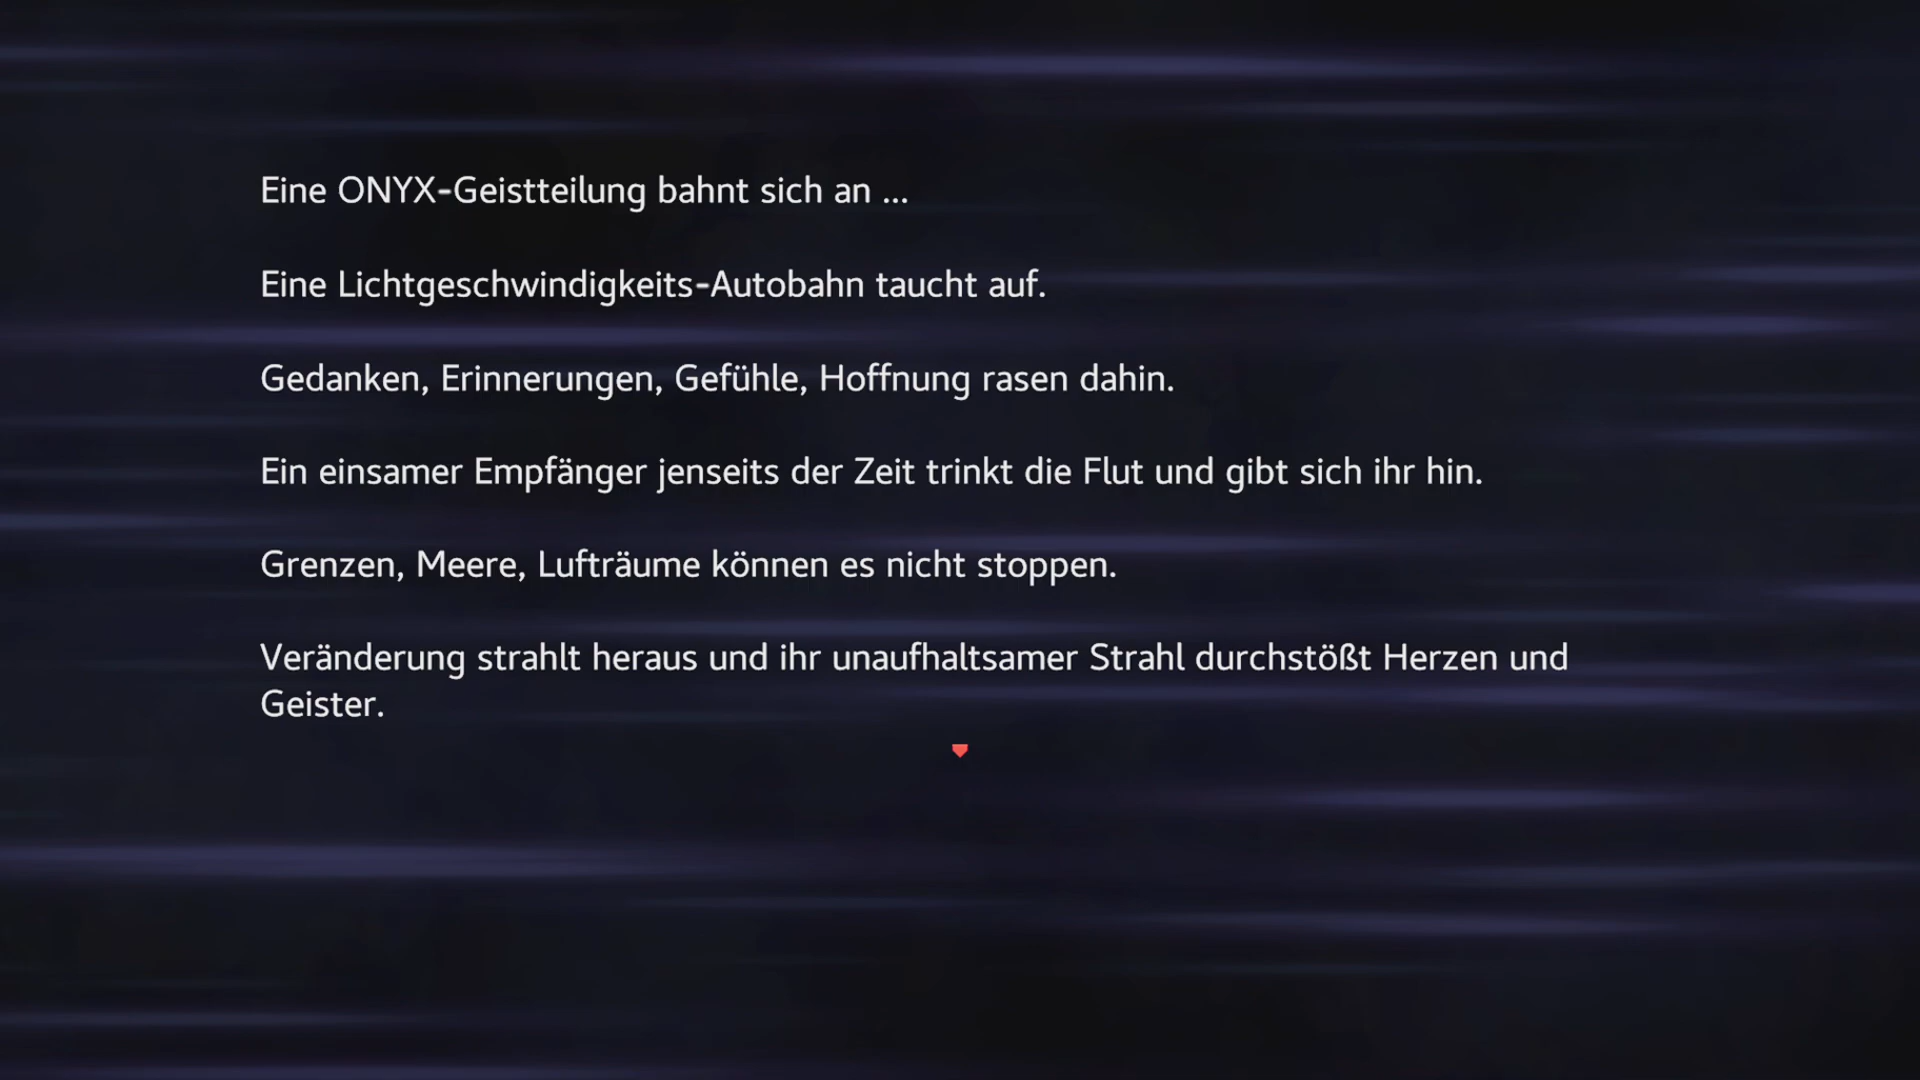 Eine ONYX-Geistteilung bahnt sich an ...
Eine Lichtgeschwindigkeits-Autobahn taucht auf.
Gedanken, Erinnerungen, Gefühle, Hoffnung rasen dahin.
Ein einsamer Empfänger jenseits der Zeit trinkt die Flut und gibt sich ihr hin.
Grenzen, Meere, Lufträume können es nicht stoppen.
Veränderung strahlt heraus und ihr unaufhaltsamer Strahl durchstößt Herzen und
Geister.